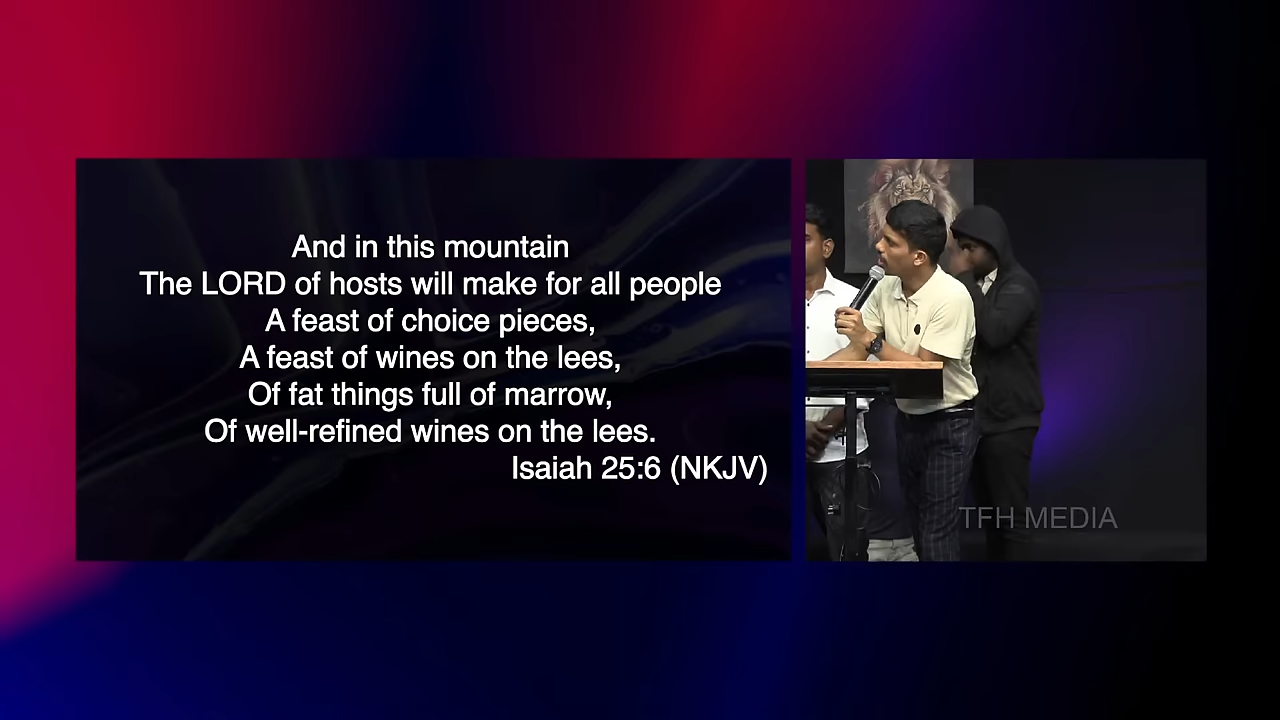 And in this mountain
The LORD of hosts will make for all people
A feast of choice pieces,
A feast of wines on the lees,
Of fat things full of marrow,
Of well-refined wines on the lees.
Isaiah 25:6 (NKJV)
TFH MEDIA